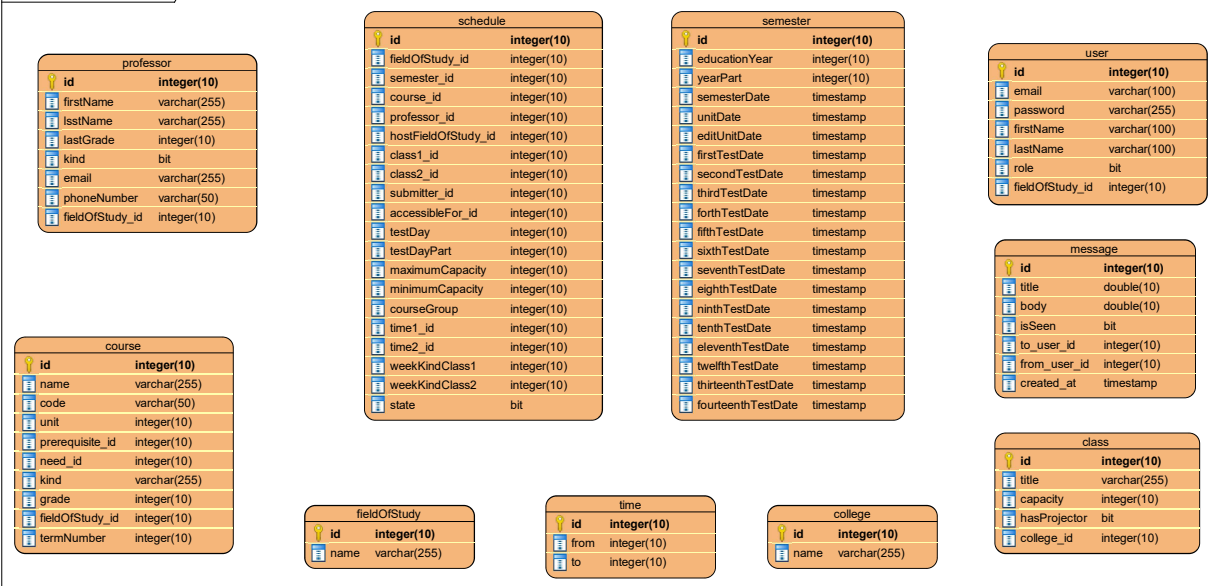 professor
id integer(10)
firstName varchar(255)
lsstName varchar(255)
lastGrade integer(10)
kind bit
email varchar(255)
phoneNumber varchar(50)
fieldOfStudy_id integer(10)
schedule
id integer(10)
fieldOfStudy_id integer(10)
semester_id integer(10)
course_id integer(10)
professor_id integer(10)
hostFieldOfStudy_id integer(10)
class1_id integer(10)
class2_id integer(10)
submitter_id integer(10)
accessibleFor_id integer(10)
testDay integer(10)
testDayPart integer(10)
maximumCapacity integer(10)
minimumCapacity integer(10)
courseGroup integer(10)
time1_id integer(10)
time2_id integer(10)
weekKindClass1 integer(10)
weekKindClass2 integer(10)
state bit
semester
id integer(10)
educationYear integer(10)
yearPart integer(10)
semesterDate timestamp
unitDate timestamp
editUnitDate timestamp
firstTestDate timestamp
secondTestDate timestamp
thirdTestDate timestamp
forthTestDate timestamp
fifthTestDate timestamp
sixthTestDate timestamp
seventhTestDate timestamp
eighthTestDate timestamp
ninthTestDate timestamp
tenthTestDate timestamp
eleventhTestDate timestamp
twelfthTestDate timestamp
thirteenthTestDate timestamp
fourteenthTestDate timestamp
user
id integer(10)
email varchar(100)
password varchar(255)
firstName varchar(100)
lastName varchar(100)
role bit
fieldOfStudy_id integer(10)
message
id integer(10)
title double(10)
body double(10)
isSeen bit
to_user_id integer(10)
from_user_id integer(10)
created_at timestamp
course
id integer(10)
name varchar(255)
code varchar(50)
unit integer(10)
prerequisite_id integer(10)
need_id integer(10)
kind varchar(255)
grade integer(10)
fieldOfStudy_id integer(10)
termNumber integer(10)
fieldOfStudy
id integer(10)
name varchar(255)
time
id integer(10)
from integer(10)
to integer(10)
college
id integer(10)
name varchar(255)
class
id integer(10)
title varchar(255)
capacity integer(10)
hasProjector bit
college_id integer(10)